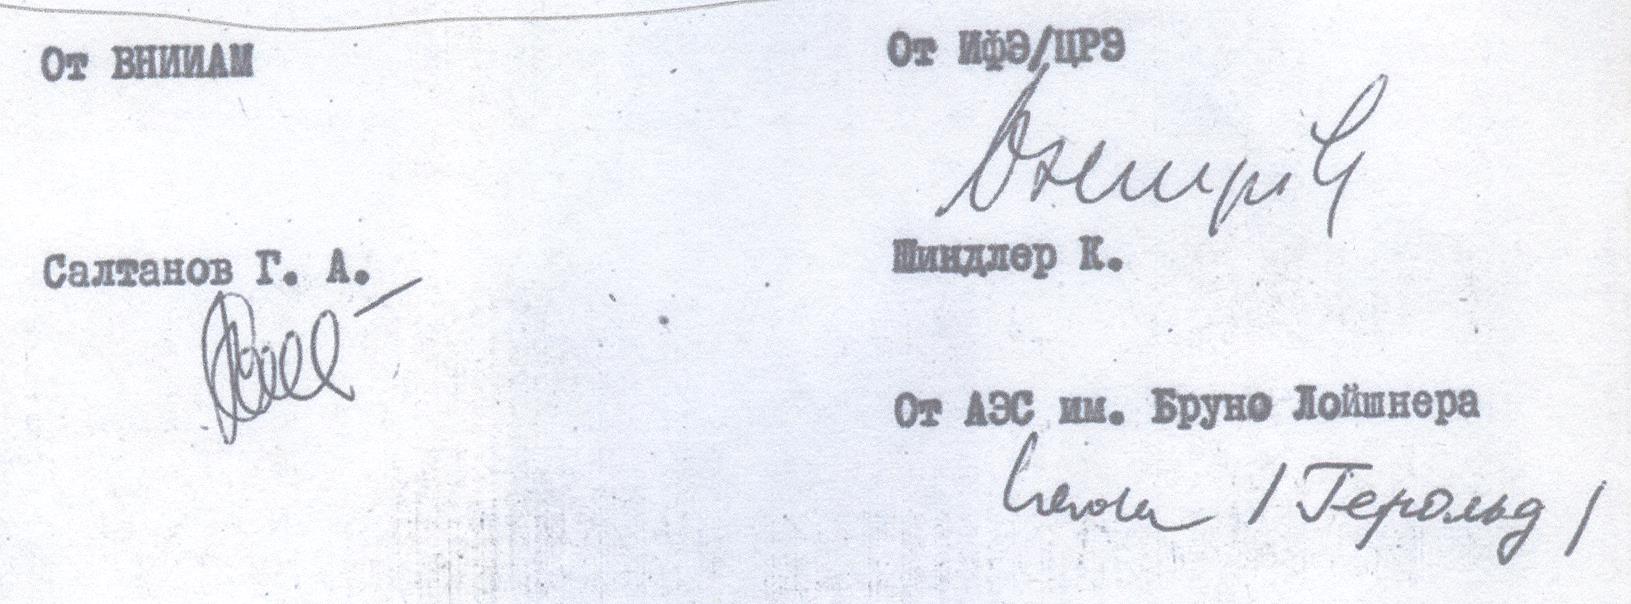 От ВНИИАМ
Салтанов Г. А.
От ИфЭ/ЦРЭ
Шиндлер К.
От АЭС им. Бруно Лойшнера
/ Герольд /